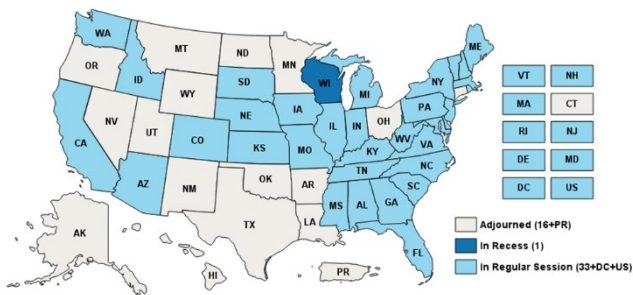 WA
MT
ND
MN
ME
OR
ID
SD
WI
MI
NY
WY
NE
IA
PA
NV
UT
CO
KS
MO
IL
IN
OH
WV
VA
KY
CA
NC
TN
AZ
NM
OK
AR
SC
MS
AL
GA
TX
LA
FL
AK
HI
PR
VT NH
MA CT
RI NJ
DE MD
DC US
Adjourned (16+PR)
In Recess (1)
In Regular Session (33+DC+US)